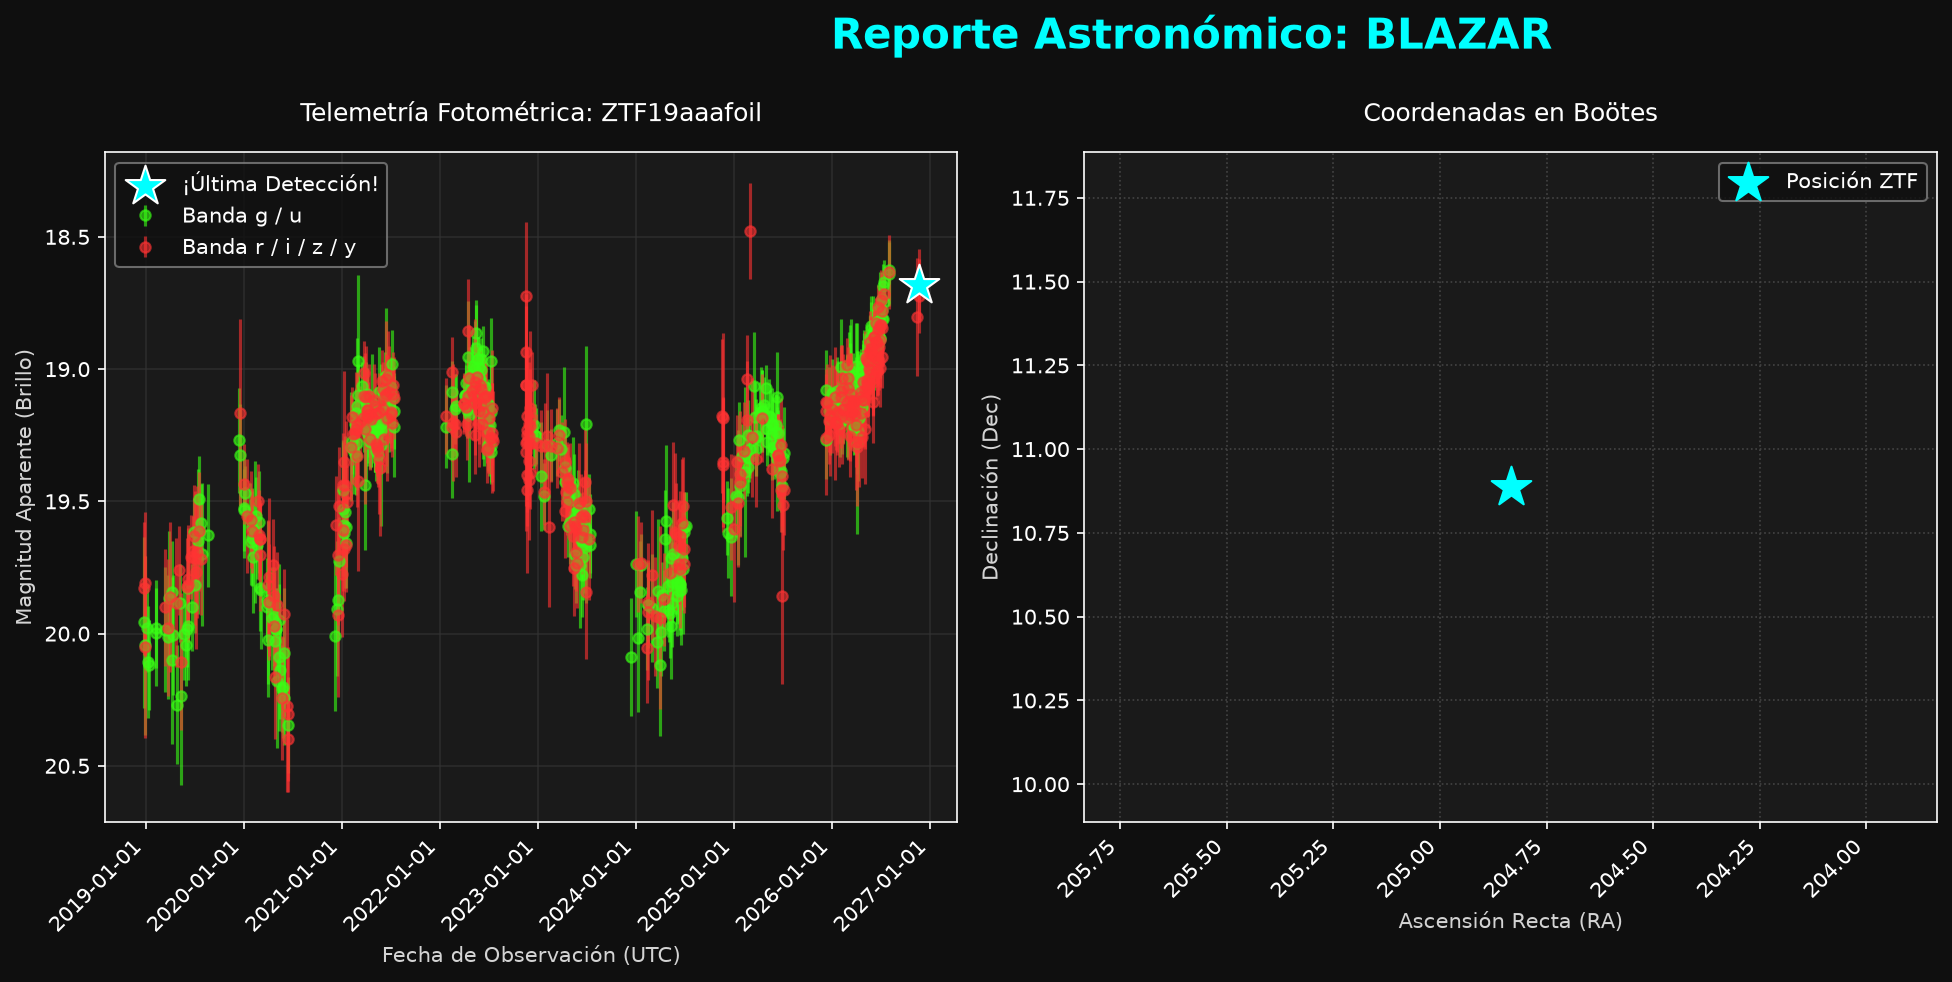 Reporte Astronómico: BLAZAR
Telemetría Fotométrica: ZTF19aaafoil
¡Última Detección!
Banda g / u
Banda r / i / z / y
Magnitud Aparente (Brillo)
18.5
19.0
19.5
20.0
20.5
2019-01-01
2020-01-01
2021-01-01
2022-01-01
2023-01-01
2024-01-01
2025-01-01
2026-01-01
2027-01-01
Fecha de Observación (UTC)
Coordenadas en Boötes
Posición ZTF
Declinación (Dec)
11.75
11.50
11.25
11.00
10.75
10.50
10.25
10.00
205.75
205.50
205.25
205.00
204.75
204.50
204.25
204.00
Ascensión Recta (RA)